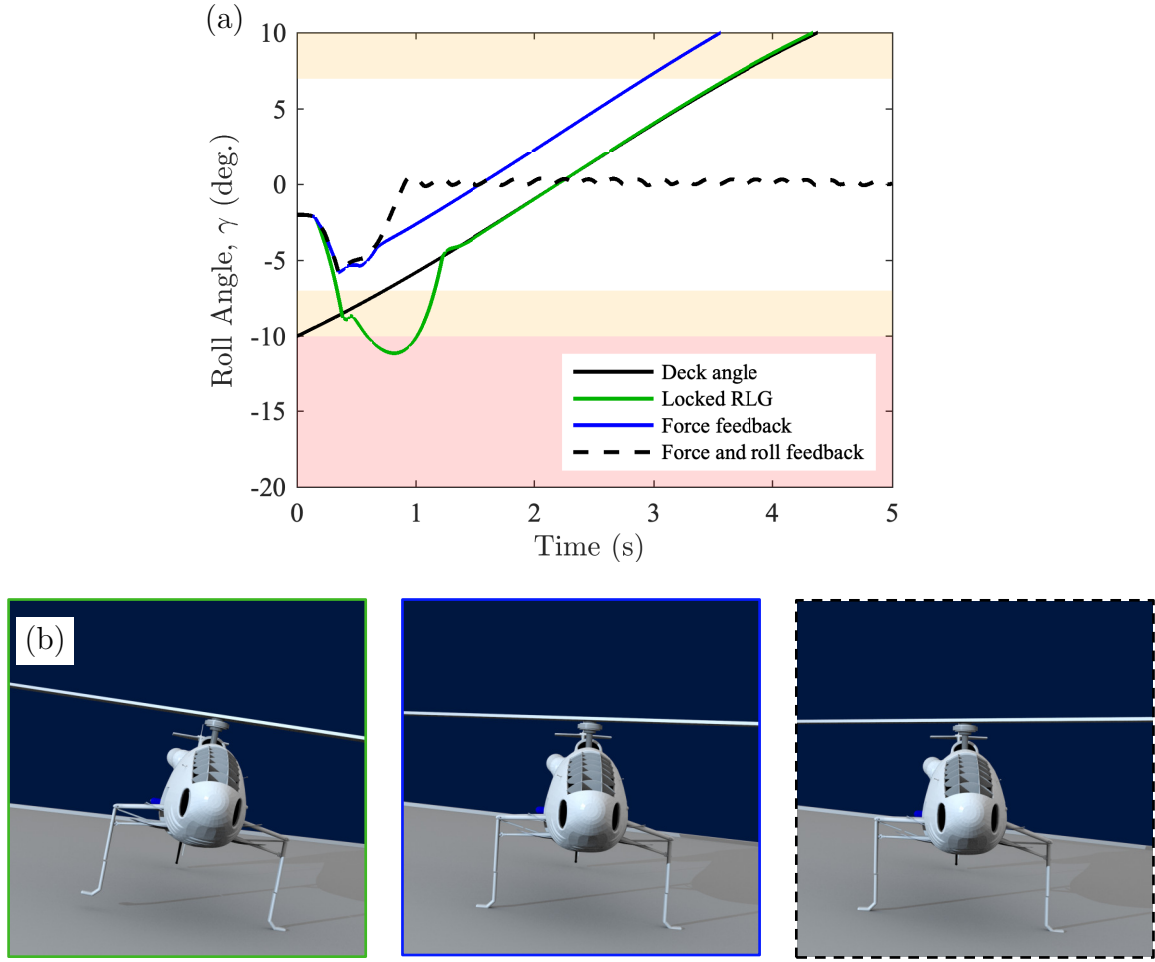 (a)
10
5
0
-5
-10
-15
-20
Roll Angle, γ (deg.)
Deck angle
Locked RLG
Force feedback
Force and roll feedback
0 1 2 3 4 5
Time (s)
(b)